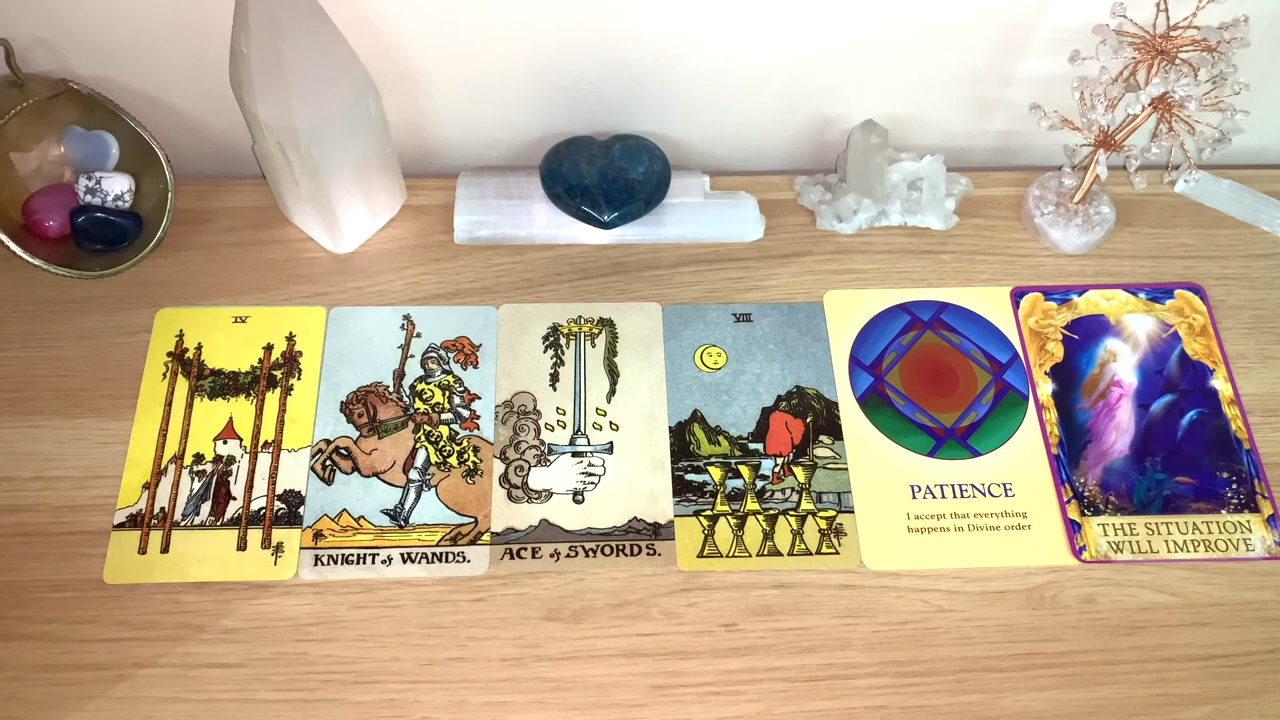 IV
KNIGHT of WANDS.
ACE of SWORDS.
VIII
PATIENCE
I accept that everything
happens in Divine order
THE SITUATION
WILL IMPROVE